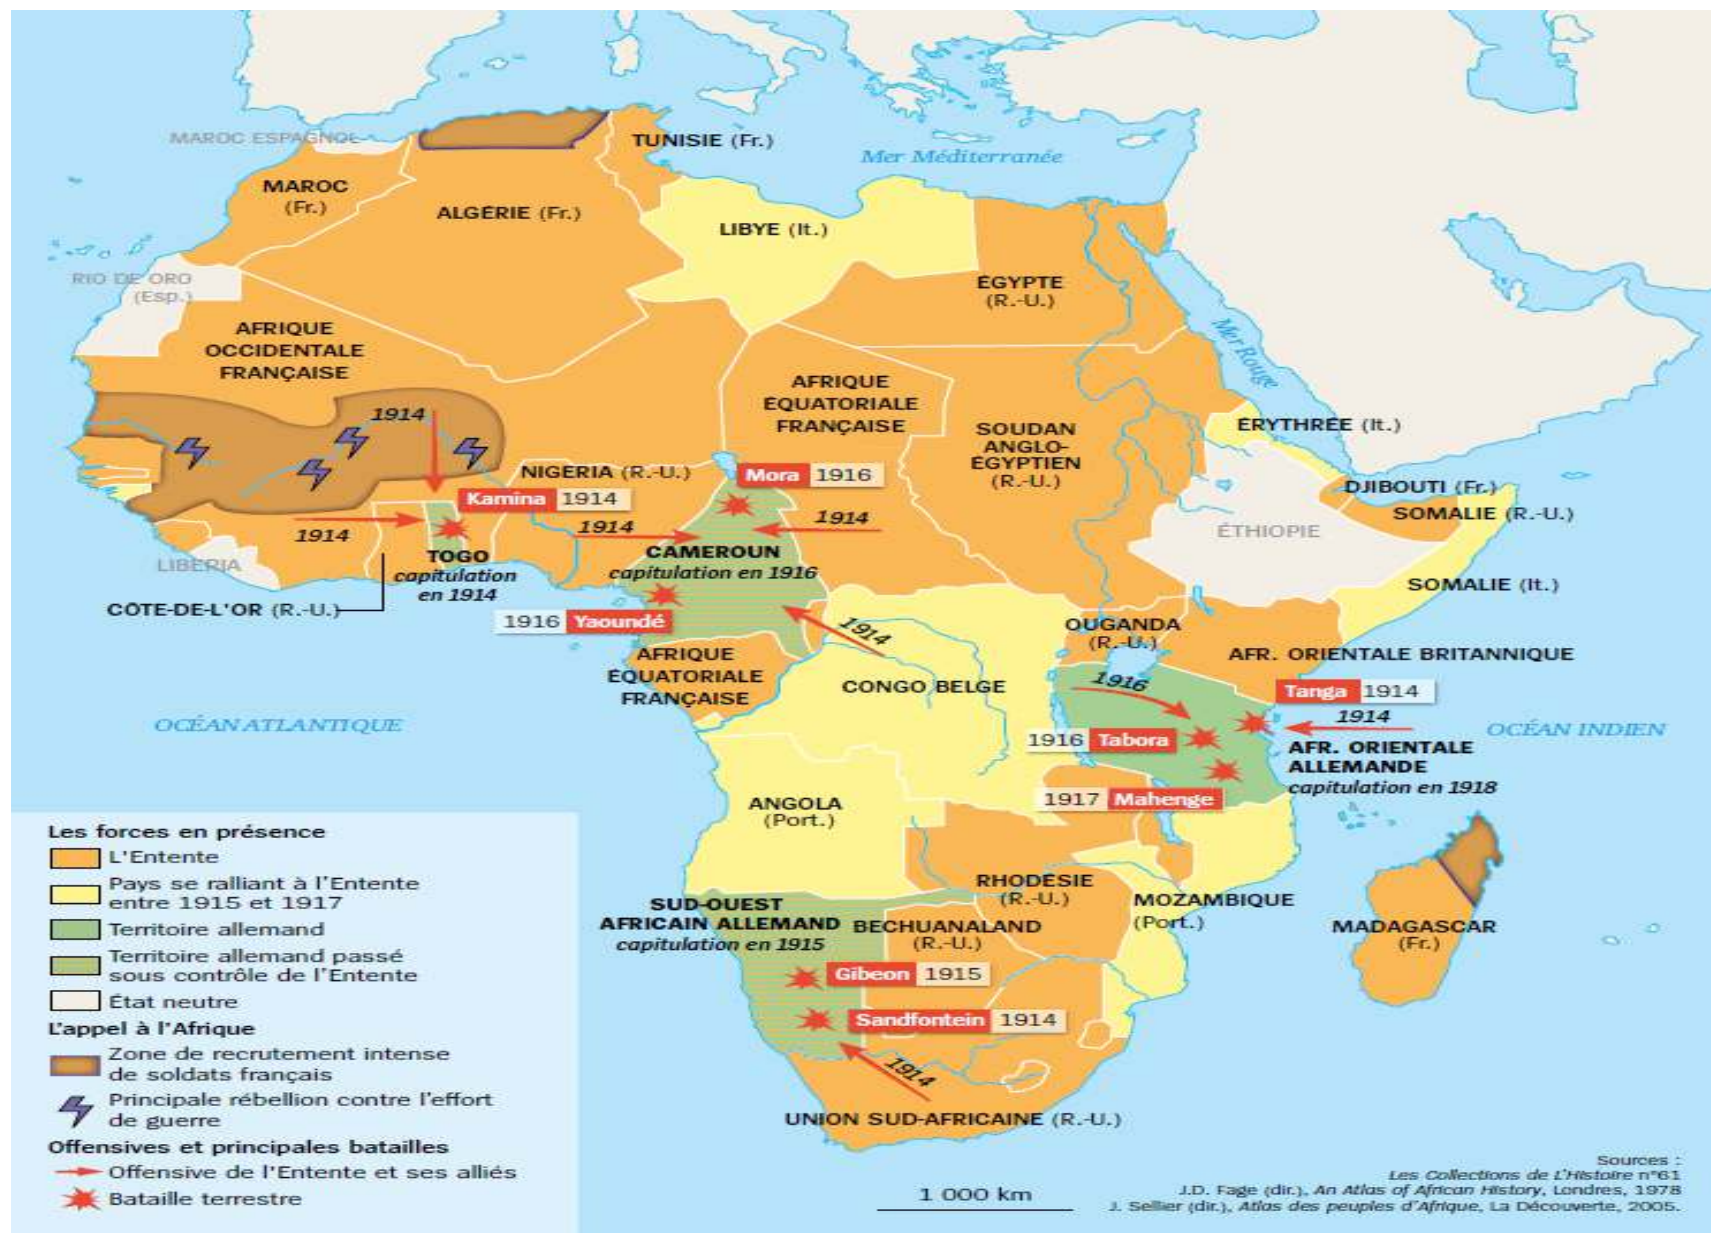 MAROC ESPAGNOL
TUNISIE (Fr.)
Mer Méditerranée
MAROC
(Fr.)
ALGÉRIE (Fr.)
LIBYE (It.)
RIO DE ORO
(Esp.)
ÉGYPTE
(R.-U.)
AFRIQUE
OCCIDENTALE
FRANÇAISE
Mer Rouge
AFRIQUE
ÉQUATORIALE
FRANÇAISE
1914
SOUDAN
ANGLO-
ÉGYPTIEN
(R.-U.)
ÉRYTHRÉE (It.)
NIGERIA (R.-U.)
Mora 1916
DJIBOUTI (Fr.)
Kamina 1914
SOMALIE (R.-U.)
1914
1914
1914
ÉTHIOPIE
LIBERIA
TOGO
capitulation
en 1914
CAMEROUN
capitulation en 1916
SOMALIE (It.)
CÔTE-DE-L'OR (R.-U.)
1916 Yaoundé
1914
OUGANDA
(R.-U.)
AFRIQUE
ÉQUATORIALE
FRANÇAISE
AFR. ORIENTALE BRITANNIQUE
CONGO BELGE
1916
Tanga 1914
1914
OCÉAN ATLANTIQUE
OCÉAN INDIEN
1916 Tabora
AFR. ORIENTALE
ALLEMANDE
capitulation en 1918
1917 Mahenge
ANGOLA
(Port.)
RHODÉSIE
(R.-U.)
MOZAMBIQUE
(Port.)
SUD-OUEST
AFRICAIN ALLEMAND
capitulation en 1915
BECHUANALAND
(R.-U.)
MADAGASCAR
(Fr.)
Gibeon 1915
Sandfontein 1914
1914
UNION SUD-AFRICAINE (R.-U.)
Les forces en présence
L'Entente
Pays se ralliant à l'Entente
entre 1915 et 1917
Territoire allemand
Territoire allemand passé
sous contrôle de l'Entente
État neutre
L'appel à l'Afrique
Zone de recrutement intense
de soldats français
Principale rébellion contre l'effort
de guerre
Offensives et principales batailles
Offensive de l'Entente et ses alliés
Bataille terrestre
1 000 km
Sources :
Les Collections de L'Histoire n°61
J.D. Fage (dir.), An Atlas of African History, Londres, 1978
J. Sellier (dir.), Atlas des peuples d'Afrique, La Découverte, 2005.